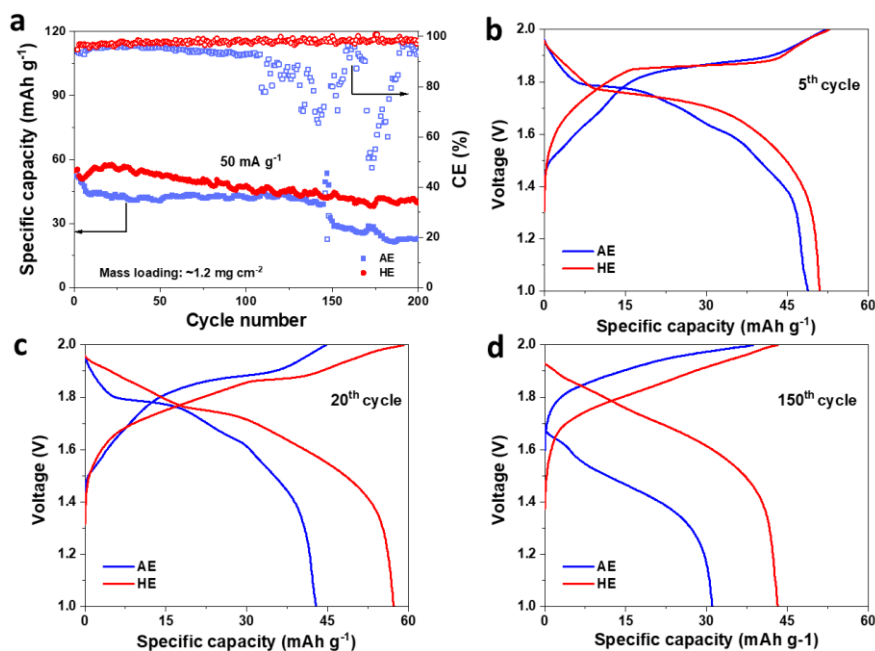 a
120
90
60
30
0
Specific capacity (mAh g⁻¹)
100
80
60
40
20
0
CE (%)
50 mA g⁻¹
AE
HE
Mass loading: ~1.2 mg cm⁻²
0 50 100 150 200
Cycle number
b
2.0
1.8
1.6
1.4
1.2
1.0
Voltage (V)
5th cycle
AE
HE
0 15 30 45 60
Specific capacity (mAh g⁻¹)
c
2.0
1.8
1.6
1.4
1.2
1.0
Voltage (V)
20th cycle
AE
HE
0 15 30 45 60
Specific capacity (mAh g⁻¹)
d
2.0
1.8
1.6
1.4
1.2
1.0
Voltage (V)
150th cycle
AE
HE
0 15 30 45 60
Specific capacity (mAh g-1)